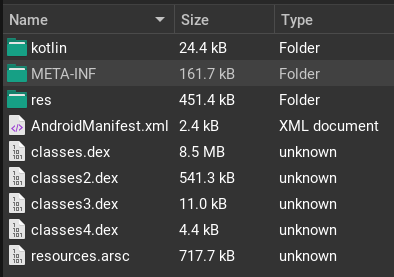 Name Size Type
kotlin 24.4 kB Folder
META-INF 161.7 kB Folder
res 451.4 kB Folder
AndroidManifest.xml 2.4 kB XML document
classes.dex 8.5 MB unknown
classes2.dex 541.3 kB unknown
classes3.dex 11.0 kB unknown
classes4.dex 4.4 kB unknown
resources.arsc 717.7 kB unknown